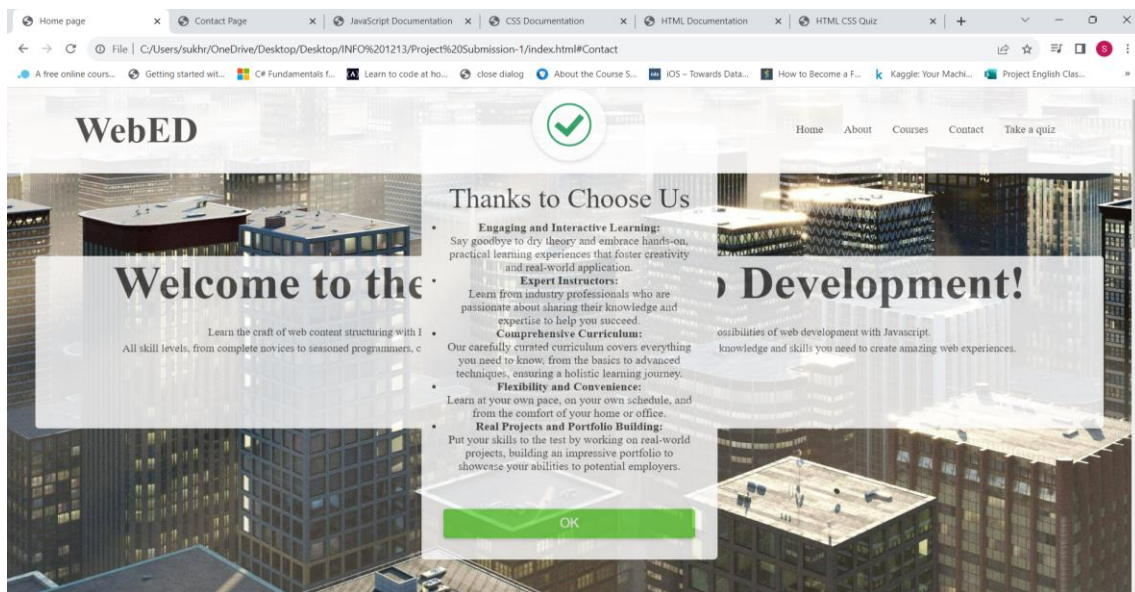 Home page
Contact Page
JavaScript Documentation
CSS Documentation
HTML Documentation
HTML CSS Quiz
File C:/Users/sukhr/OneDrive/Desktop/Desktop/INFO%201213/Project%20Submission-1/index.html#Contact
S
A free online cours...
Getting started wit...
C# Fundamentals f...
Learn to code at ho...
close dialog
About the Course S...
iOS – Towards Data...
How to Become a F...
Kaggle: Your Machi...
Project English Clas...
WebED
Home About Courses Contact Take a quiz
Thanks to Choose Us
• Engaging and Interactive Learning:
Say goodbye to dry theory and embrace hands-on,
practical learning experiences that foster creativity
and real-world application.
• Expert Instructors:
Learn from industry professionals who are
passionate about sharing their knowledge and
expertise to help you succeed.
• Comprehensive Curriculum:
Our carefully curated curriculum covers everything
you need to know, from the basics to advanced
techniques, ensuring a holistic learning journey.
• Flexibility and Convenience:
Learn at your own pace, on your own schedule, and
from the comfort of your home or office.
• Real Projects and Portfolio Building:
Put your skills to the test by working on real-world
projects, building an impressive portfolio to
showcase your abilities to potential employers.
OK
Welcome to the Development!
Learn the craft of web content structuring with ossibilities of web development with Javascript.
All skill levels, from complete novices to seasoned programmers, c knowledge and skills you need to create amazing web experiences.